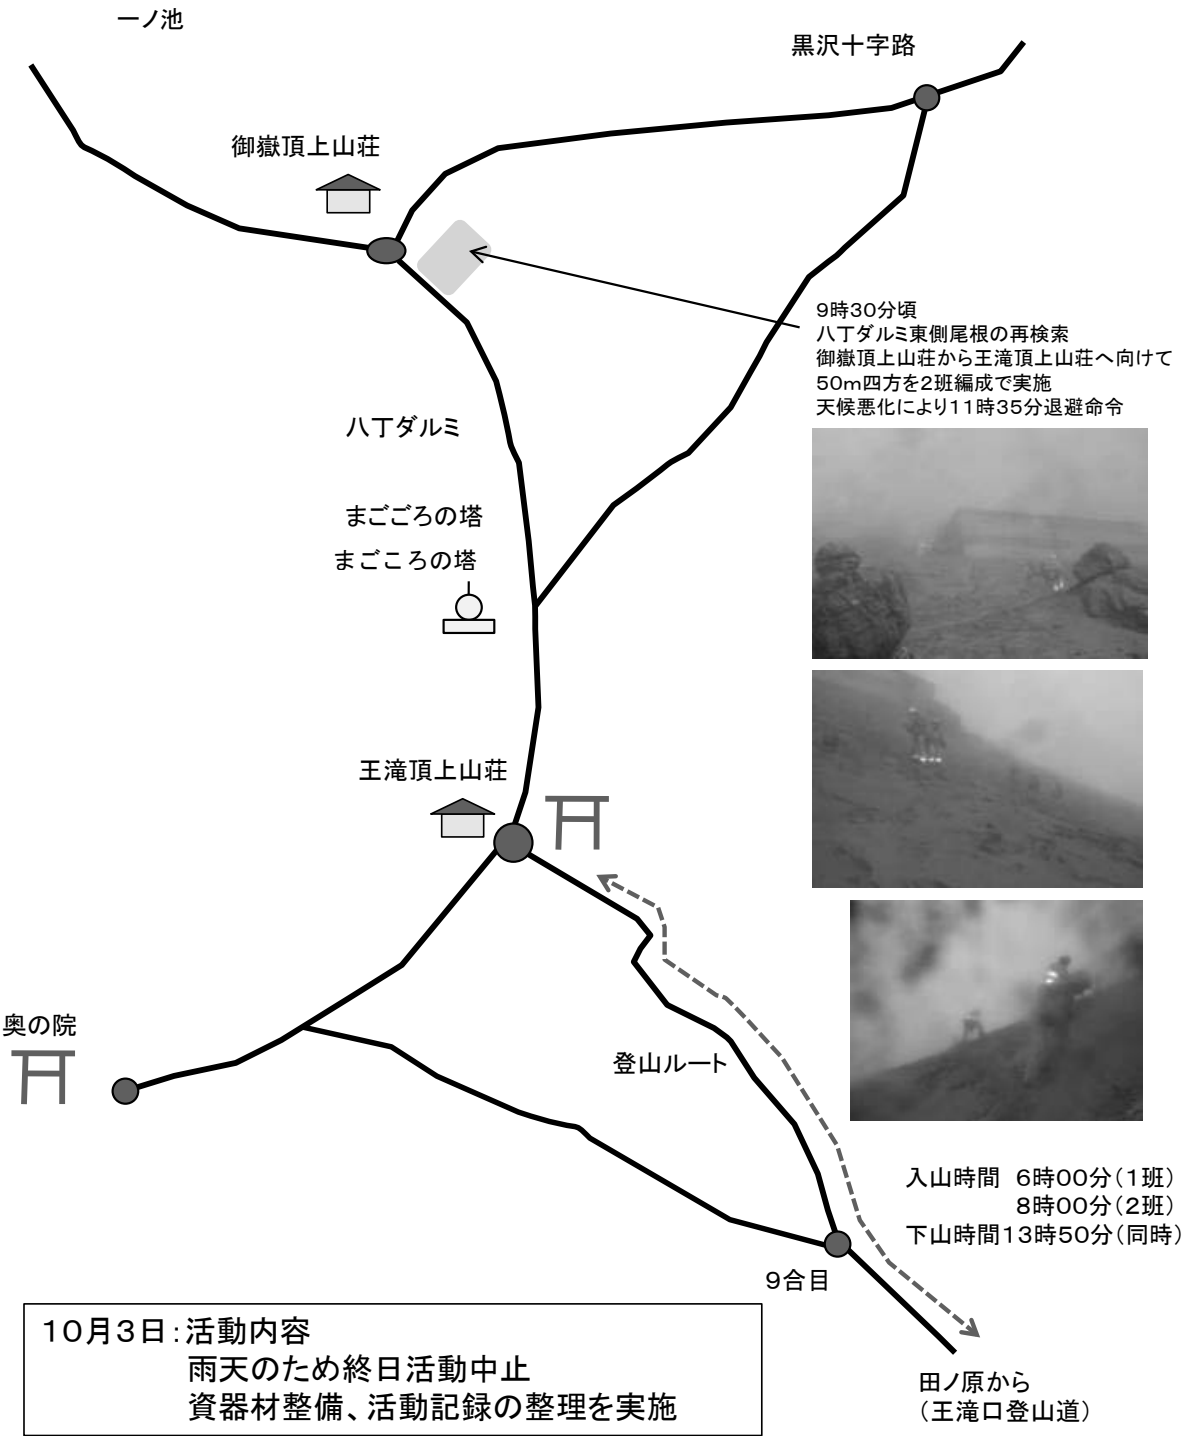 一ノ池
黒沢十字路
御嶽頂上山荘
9時30分頃
八丁ダルミ東側尾根の再検索
御嶽頂上山荘から王滝頂上山荘へ向けて
50m四方を2班編成で実施
天候悪化により11時35分退避命令
八丁ダルミ
まごごろの塔
まごころの塔
王滝頂上山荘
奥の院
登山ルート
入山時間 6時00分(1班)
8時00分(2班)
下山時間13時50分(同時)
9合目
10月3日:活動内容
雨天のため終日活動中止
資器材整備、活動記録の整理を実施
田ノ原から
(王滝口登山道)